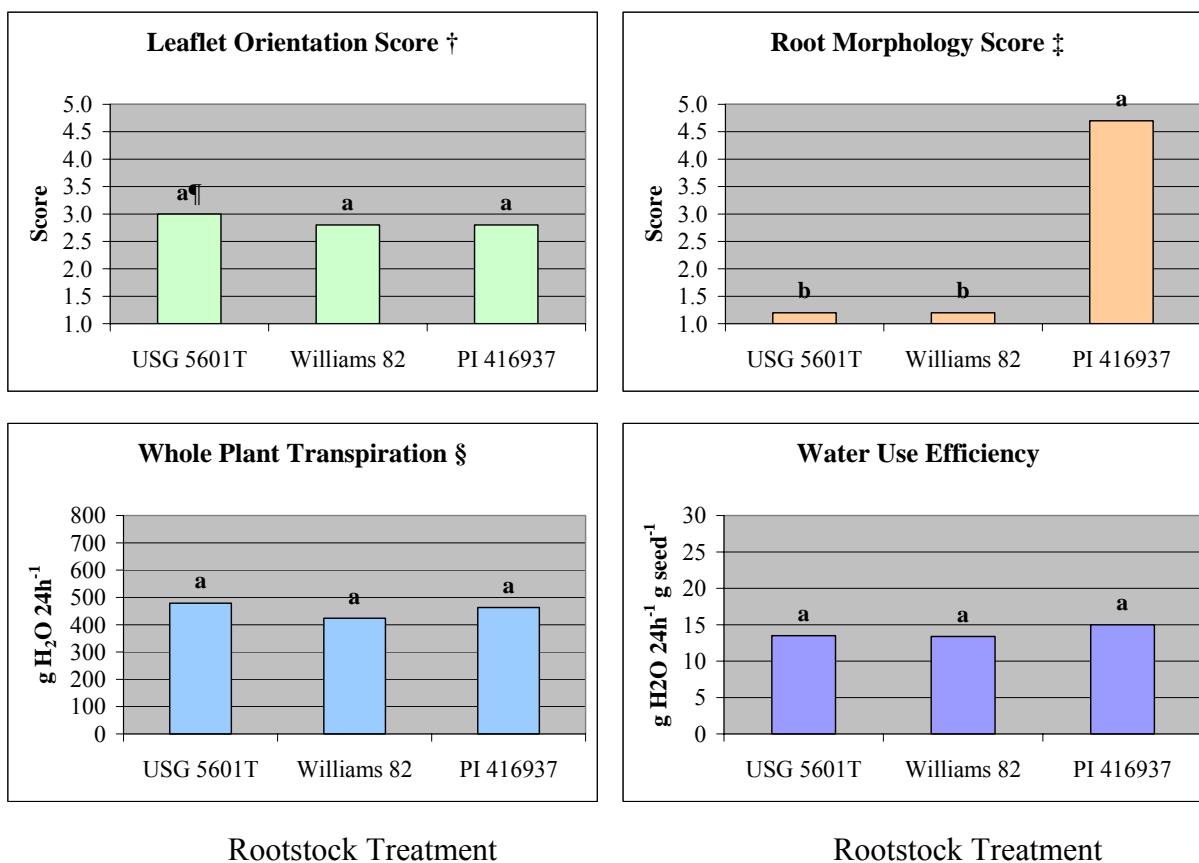 Leaflet Orientation Score †
Score
5.0
4.5
4.0
3.5
3.0
2.5
2.0
1.5
1.0
a¶
a
a
USG 5601T
Williams 82
PI 416937
Root Morphology Score ‡
Score
5.0
4.5
4.0
3.5
3.0
2.5
2.0
1.5
1.0
b
b
a
USG 5601T
Williams 82
PI 416937
Whole Plant Transpiration §
g H₂O 24h⁻¹
800
700
600
500
400
300
200
100
0
a
a
a
USG 5601T
Williams 82
PI 416937
Water Use Efficiency
g H2O 24h⁻¹ g seed⁻¹
30
25
20
15
10
5
0
a
a
a
USG 5601T
Williams 82
PI 416937
Rootstock Treatment
Rootstock Treatment